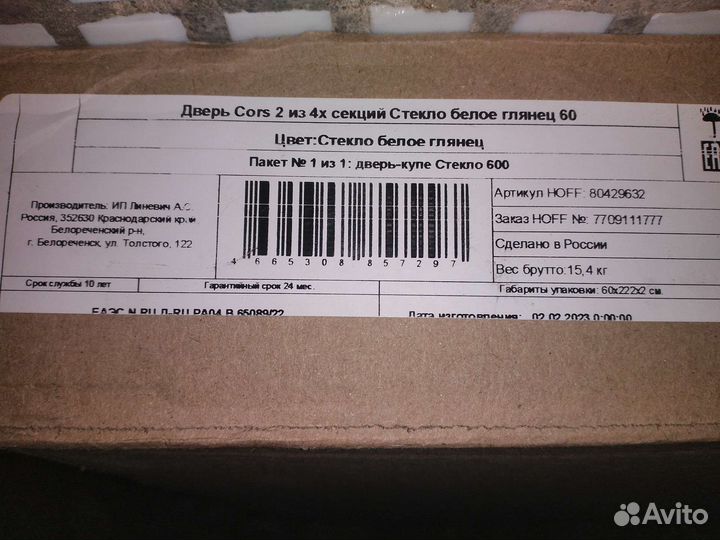 Дверь Cors 2 из 4х секций Стекло белое глянец 60
Цвет:Стекло белое глянец
Пакет № 1 из 1: дверь-купе Стекло 600
Производитель: ИП Линевич А.С.
Россия, 352630 Краснодарский край
Белореченский р-н,
г. Белореченск, ул. Толстого, 122
4 665308 857297
Артикул HOFF: 80429632
Заказ HOFF №: 7709111777
Сделано в России
Вес брутто:15,4 кг
Срок службы 10 лет
Гарантийный срок 24 мес.
Габариты упаковки: 60х222х2 см.
ЕАЭС N RU Д-RU.РА04.В.65089/22
Дата изготовления: 02.02.2023 0:00:00
EAC
Avito